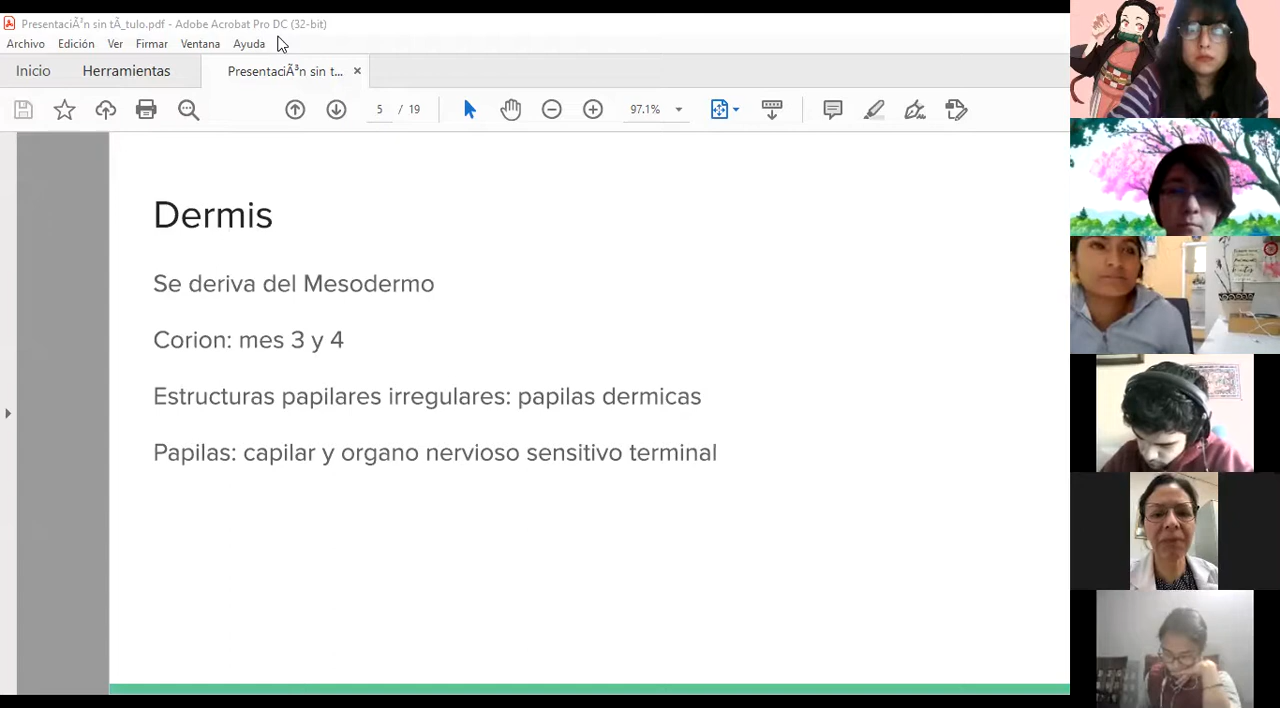 PresentaciÃ³n sin tÃ_tulo.pdf - Adobe Acrobat Pro DC (32-bit)
Archivo Edición Ver Firmar Ventana Ayuda
Inicio Herramientas PresentaciÃ³n sin t... ×
5 / 19 97.1%
Dermis
Se deriva del Mesodermo
Corion: mes 3 y 4
Estructuras papilares irregulares: papilas dermicas
Papilas: capilar y organo nervioso sensitivo terminal